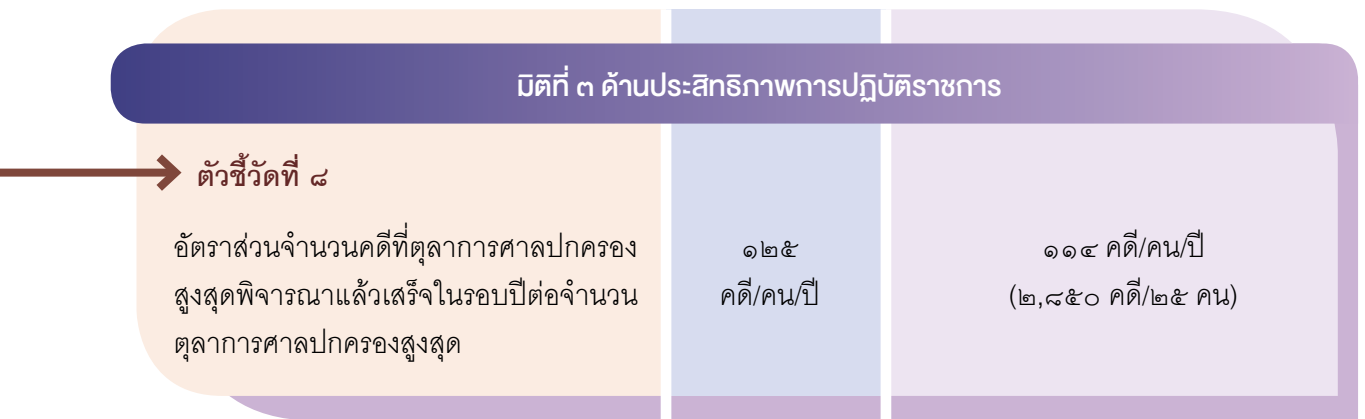 มิติที่ ๓ ด้านประสิทธิภาพการปฏิบัติราชการ
ตัวชี้วัดที่ ๘
อัตราส่วนจำนวนคดีที่ตุลาการศาลปกครอง
สูงสุดพิจารณาแล้วเสร็จในรอบปีต่อจำนวน
ตุลาการศาลปกครองสูงสุด
๑๒๕
คดี/คน/ปี
๑๑๔ คดี/คน/ปี
(๒,๘๕๐ คดี/๒๕ คน)